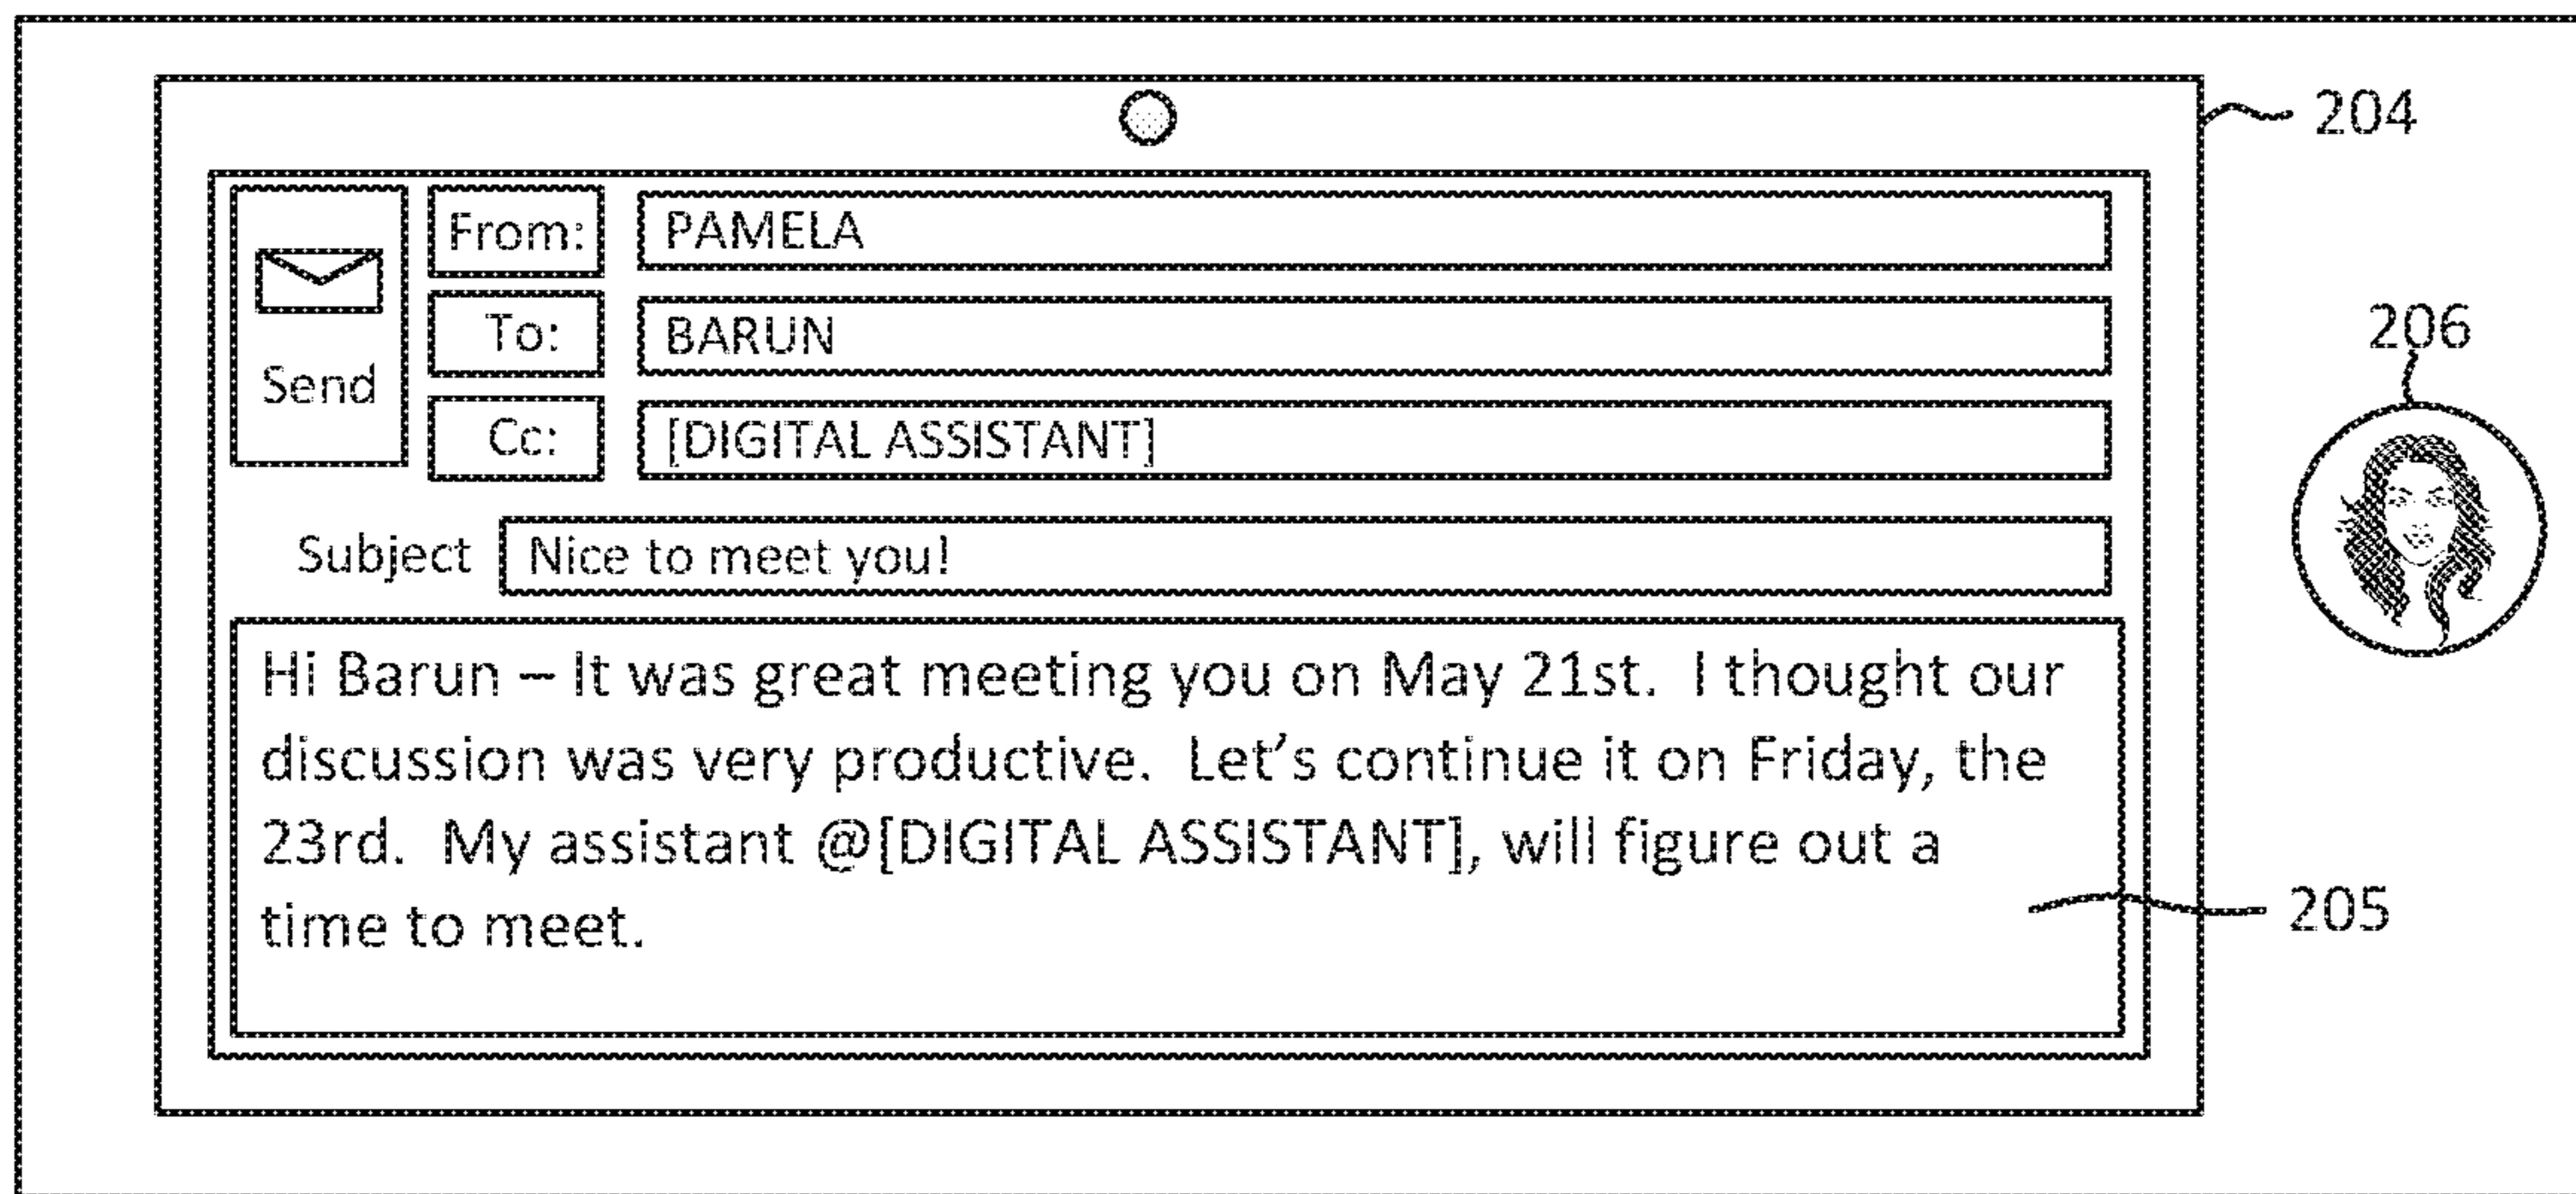 204
From: PAMELA
To: BARUN
Send
Cc: [DIGITAL ASSISTANT]
206
Subject Nice to meet you!
Hi Barun – It was great meeting you on May 21st. I thought our
discussion was very productive. Let's continue it on Friday, the
23rd. My assistant @[DIGITAL ASSISTANT], will figure out a
time to meet.
205